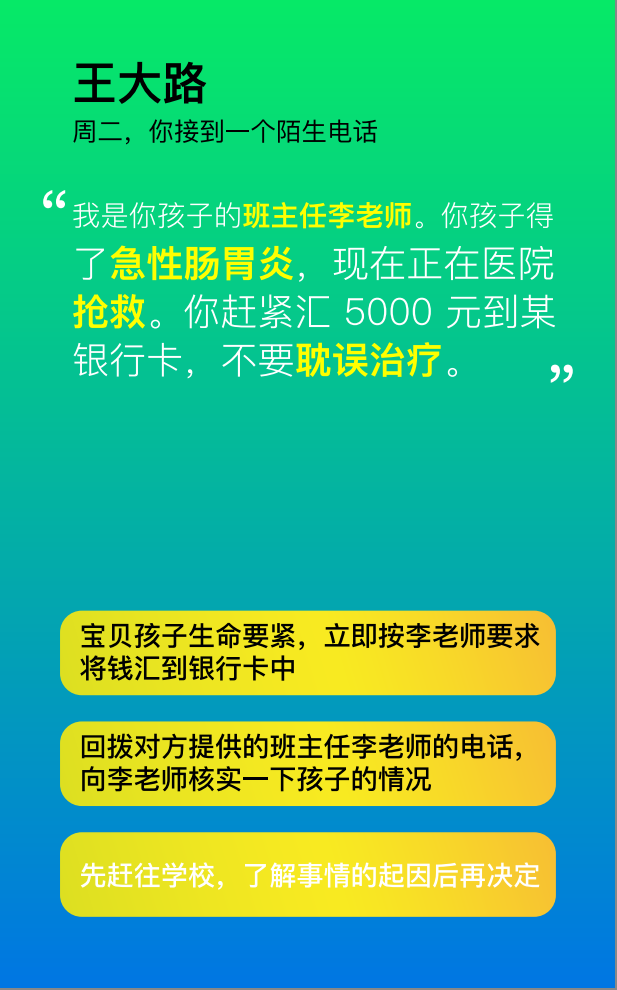 王大路
周二，你接到一个陌生电话
“我是你孩子的班主任李老师。你孩子得
了急性肠胃炎，现在正在医院
抢救。你赶紧汇 5000 元到某
银行卡，不要耽误治疗。”
宝贝孩子生命要紧，立即按李老师要求
将钱汇到银行卡中
回拨对方提供的班主任李老师的电话，
向李老师核实一下孩子的情况
先赶往学校，了解事情的起因后再决定